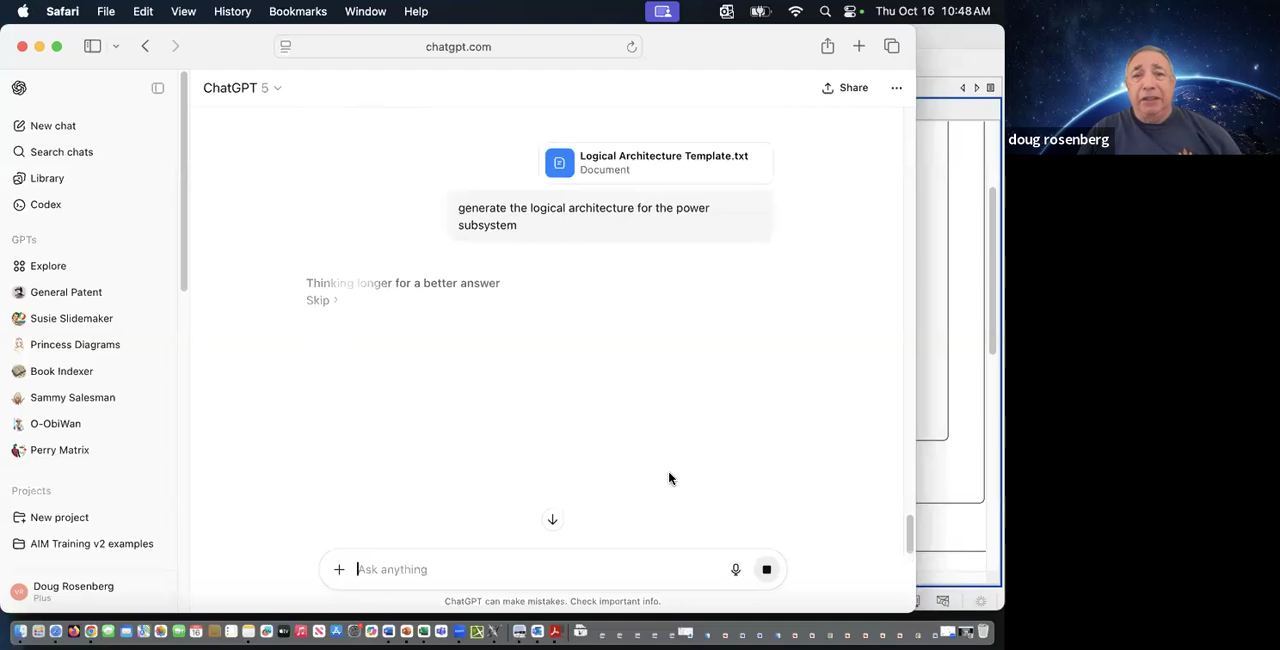 Safari File Edit View History Bookmarks Window Help Thu Oct 16 10:48 AM
chatgpt.com
ChatGPT 5
Share
New chat
Search chats
Library
Codex
GPTs
Explore
General Patent
Susie Slidemaker
Princess Diagrams
Book Indexer
Sammy Salesman
O-ObiWan
Perry Matrix
Projects
New project
AIM Training v2 examples
Doug Rosenberg
Plus
Logical Architecture Template.txt
Document
generate the logical architecture for the power
subsystem
Thinking longer for a better answer
Skip
Ask anything
ChatGPT can make mistakes. Check important info.
doug rosenberg